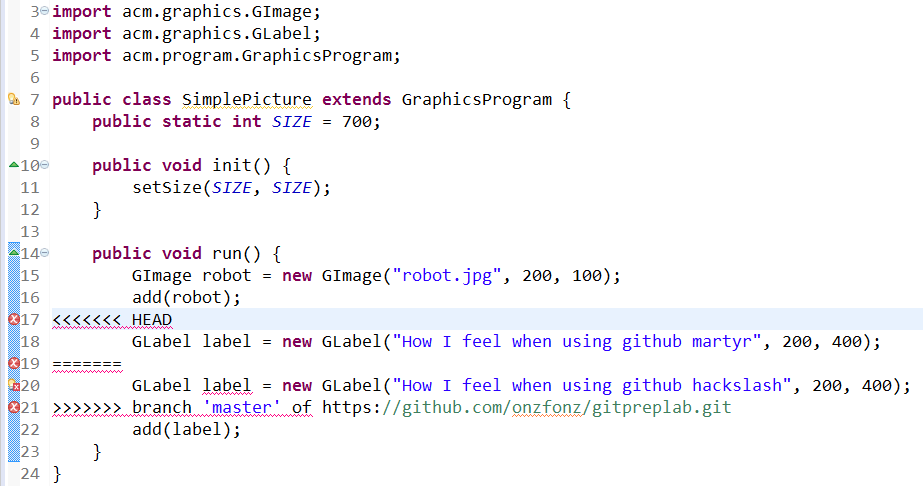 3 import acm.graphics.GImage;
4 import acm.graphics.GLabel;
5 import acm.program.GraphicsProgram;
6
7 public class SimplePicture extends GraphicsProgram {
8     public static int SIZE = 700;
9
10     public void init() {
11         setSize(SIZE, SIZE);
12     }
13
14     public void run() {
15         GImage robot = new GImage("robot.jpg", 200, 100);
16         add(robot);
17 <<<<<<< HEAD
18         GLabel label = new GLabel("How I feel when using github martyr", 200, 400);
19 =======
20         GLabel label = new GLabel("How I feel when using github hackslash", 200, 400);
21 >>>>>>> branch 'master' of https://github.com/onzfonz/gitpreplab.git
22         add(label);
23     }
24 }